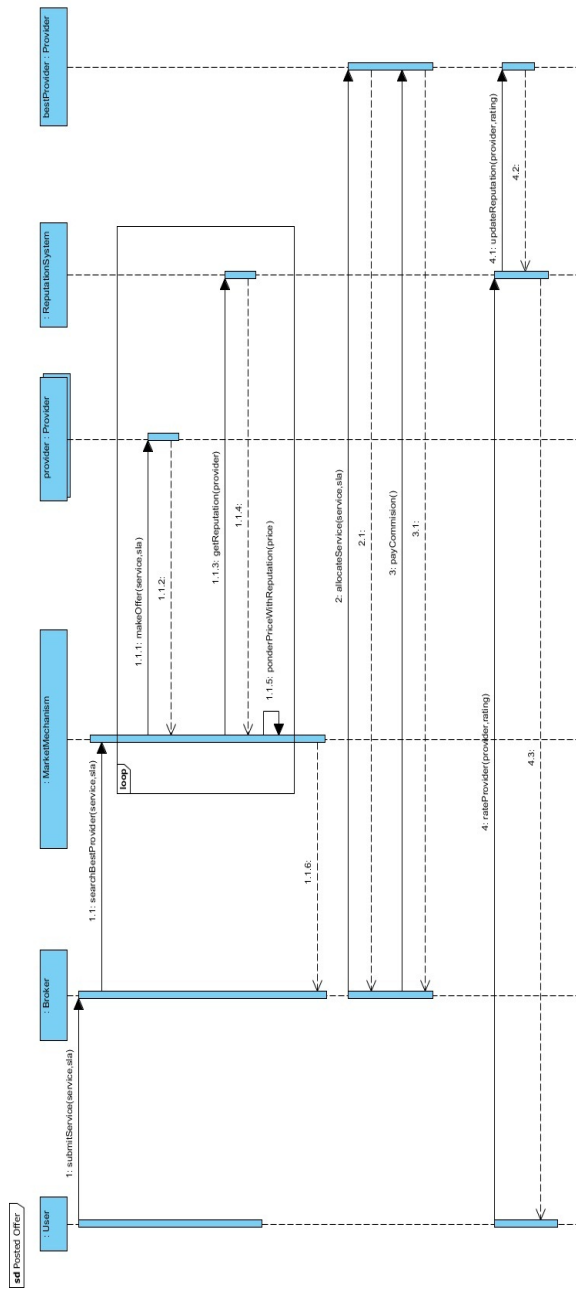 sd Posted Offer
: User
: Broker
: MarketMechanism
provider : Provider
: ReputationSystem
bestProvider : Provider
1: submitService(service,sla)
1.1: searchBestProvider(service,sla)
loop
1.1.1: makeOffer(service,sla)
1.1.2:
1.1.3: getReputation(provider)
1.1.4:
1.1.5: ponderPriceWithReputation(price)
1.1.6:
2: allocateService(service,sla)
2.1:
3: payCommision()
3.1:
4: rateProvider(provider,rating)
4.1: updateReputation(provider,rating)
4.2:
4.3: